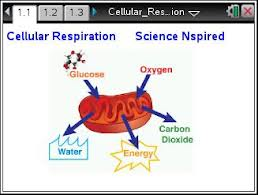 1.1 1.2 1.3 Cellular_Res...ion
Cellular Respiration Science Nspired
Glucose Oxygen
Carbon
Dioxide
Water Energy